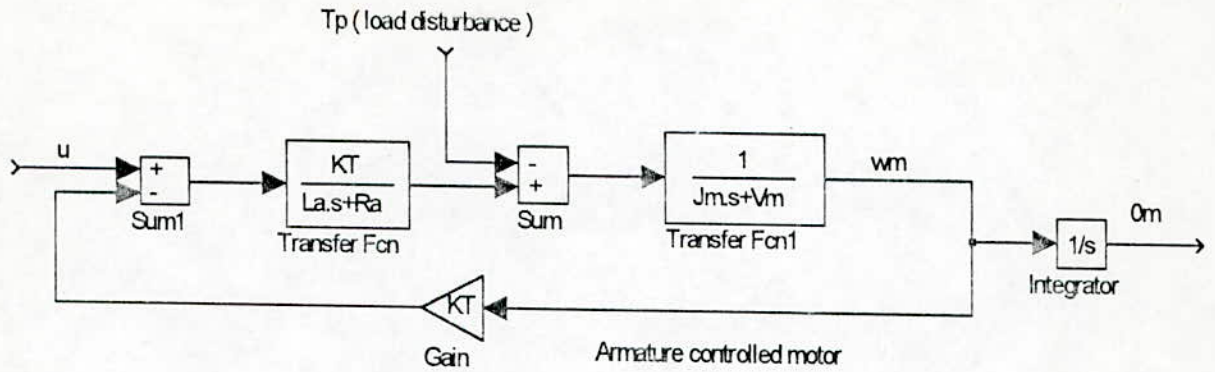 Tp ( load disturbance )
u
+
-
Sum1
KT
La.s+Ra
Transfer Fcn
-
+
Sum
1
Jm.s+Vm
Transfer Fcn1
wm
1/s
Integrator
0m
KT
Gain
Armature controlled motor